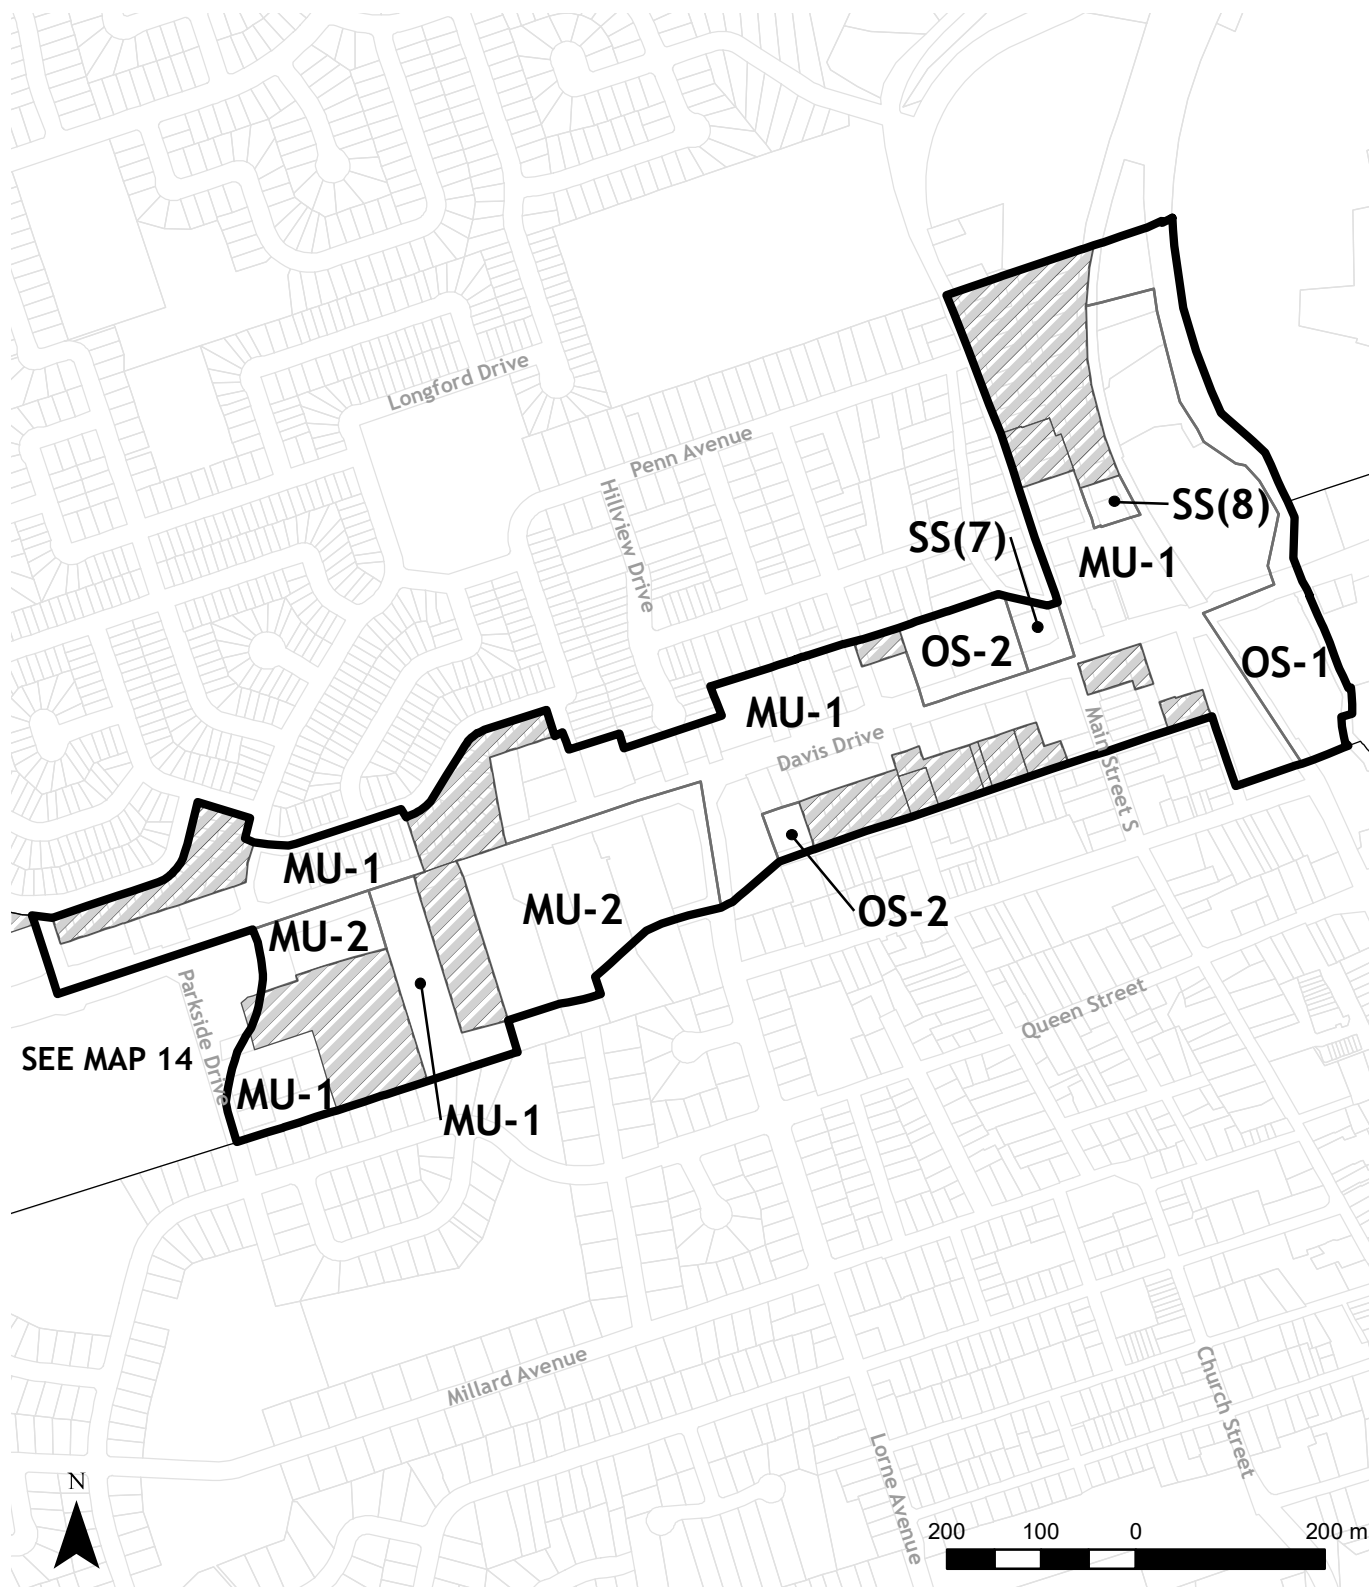 Longford Drive
Penn Avenue
Hillview Drive
SS(8)
SS(7)
MU-1
OS-2
OS-1
MU-1
Main Street S
Davis Drive
MU-1
MU-2
OS-2
MU-2
Parkside Drive
Queen Street
SEE MAP 14
MU-1
MU-1
Millard Avenue
Church Street
Lorne Avenue
N
200 100 0 200 m